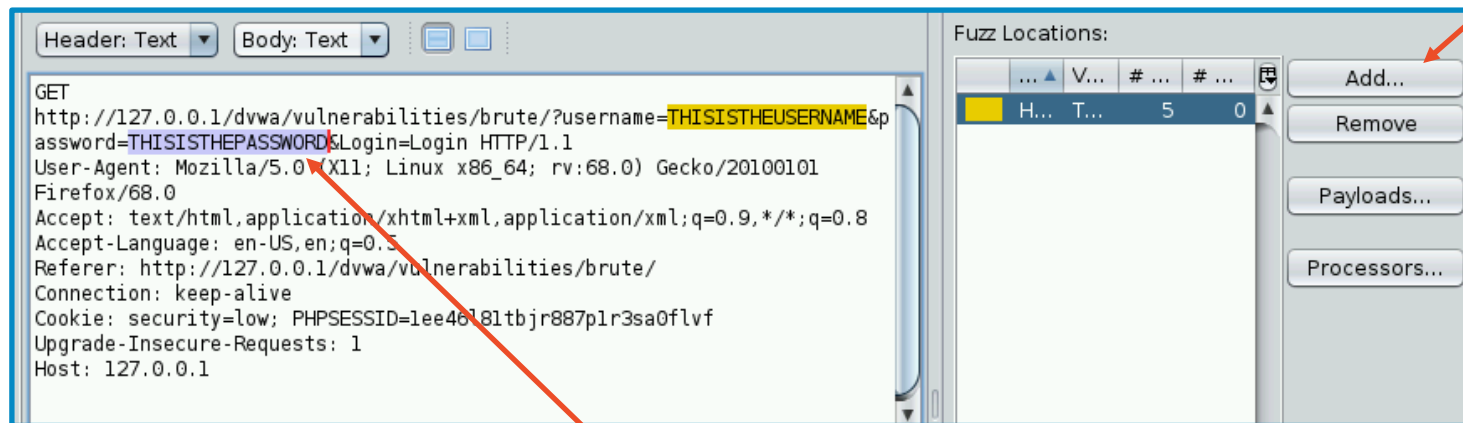 Header: Text
Body: Text
GET
http://127.0.0.1/dvwa/vulnerabilities/brute/?username=THISISTHEUSERNAME&p
assword=THISISTHEPASSWORD&Login=Login HTTP/1.1
User-Agent: Mozilla/5.0 (X11; Linux x86_64; rv:68.0) Gecko/20100101
Firefox/68.0
Accept: text/html,application/xhtml+xml,application/xml;q=0.9,*/*;q=0.8
Accept-Language: en-US,en;q=0.5
Referer: http://127.0.0.1/dvwa/vulnerabilities/brute/
Connection: keep-alive
Cookie: security=low; PHPSESSID=
Upgrade-Insecure-Requests: 1
Host: 127.0.0.1
Fuzz Locations:
... V... # ... # ...
H... T... 5 0
Add...
Remove
Payloads...
Processors...